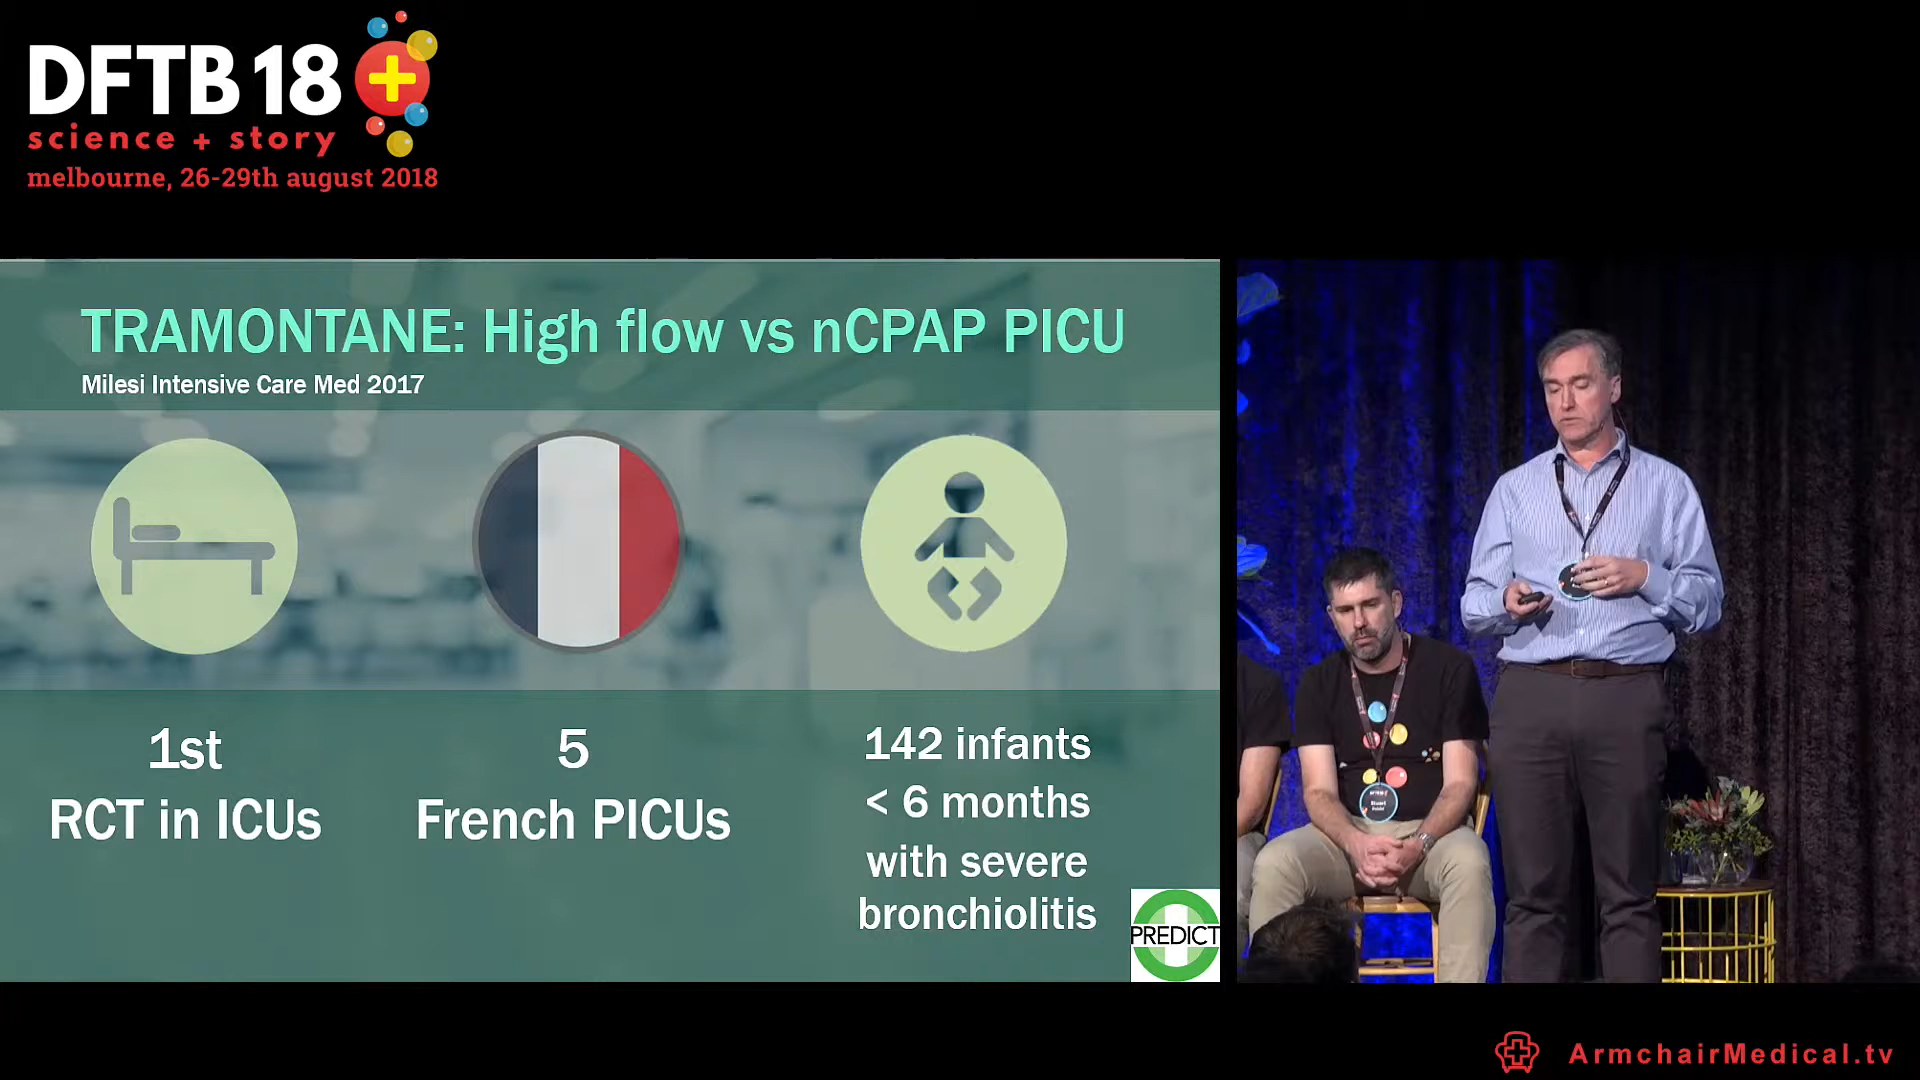 DFTB18
science + story
melbourne, 26-29th august 2018
TRAMONTANE: High flow vs nCPAP PICU
Milesi Intensive Care Med 2017
1st
RCT in ICUs
5
French PICUs
142 infants
< 6 months
with severe
bronchiolitis
PREDICT
Stuart
ArmchairMedical.tv